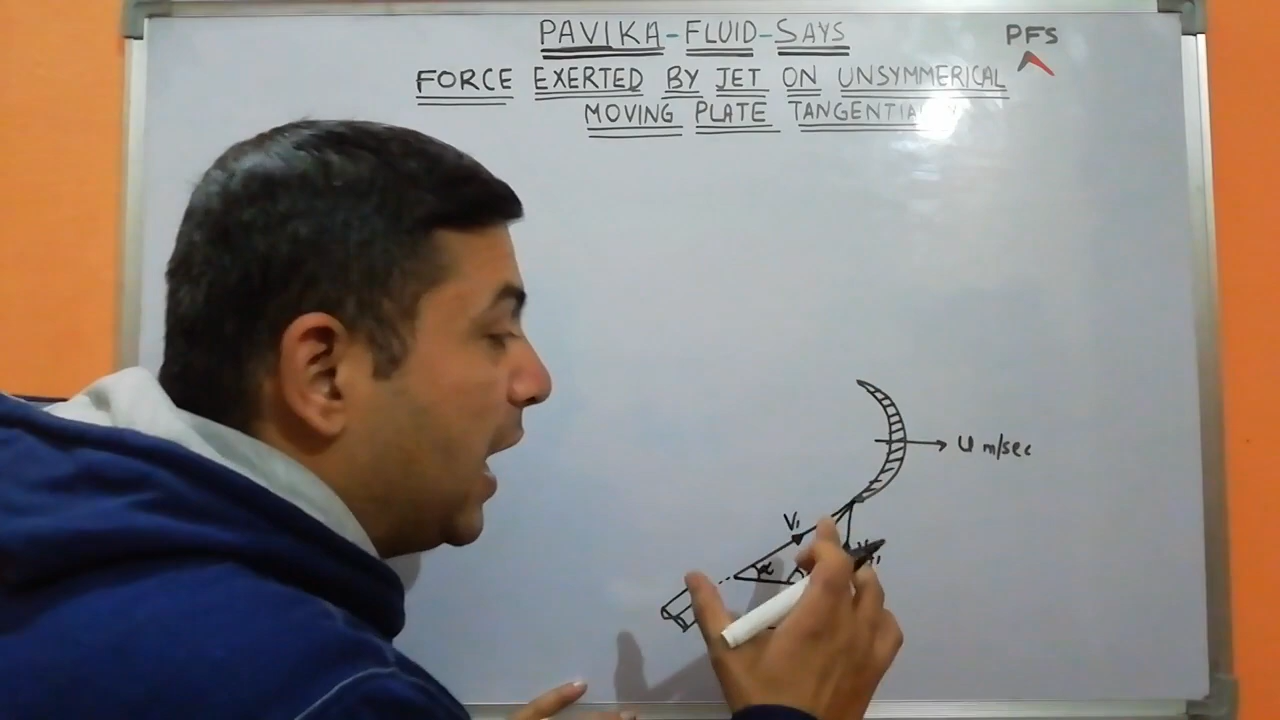 PAVIKA-FLUID-SAYS
PFS
FORCE EXERTED BY JET ON UNSYMMERICAL
MOVING PLATE
u m/sec
V1
α